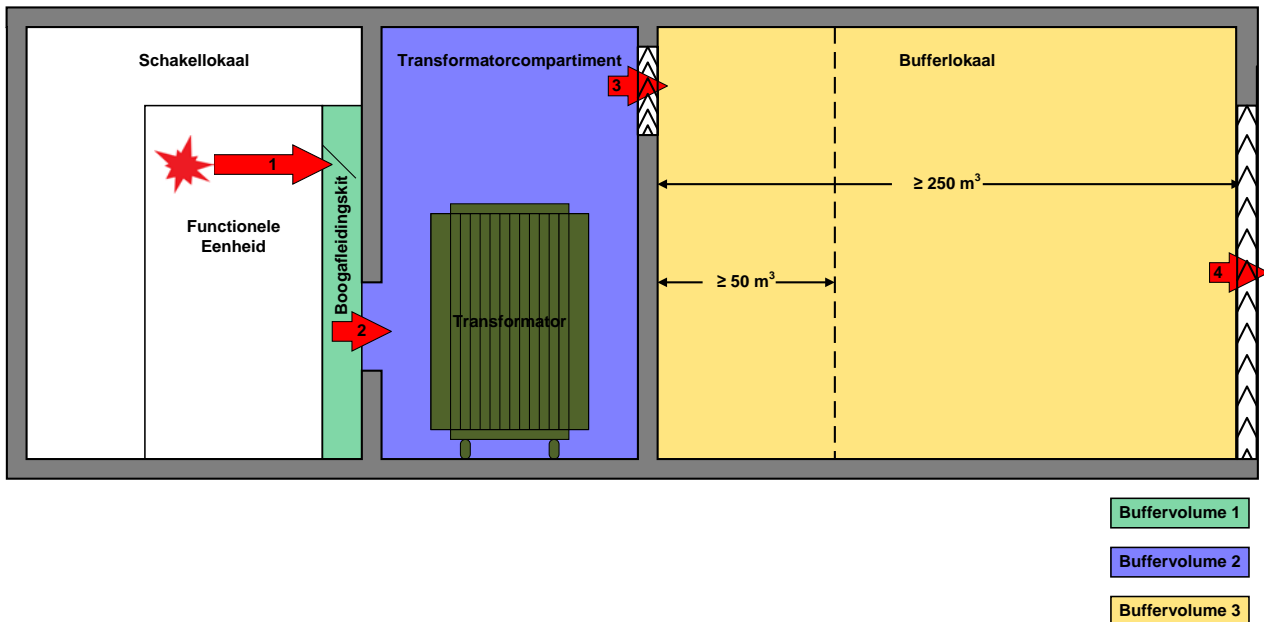 Schakellokaal
Transformatorcompartiment
Bufferlokaal
3
1
Boogafleidingskit
≥ 250 m³
Functionele
Eenheid
4
≥ 50 m³
2
Transformator
Buffervolume 1
Buffervolume 2
Buffervolume 3